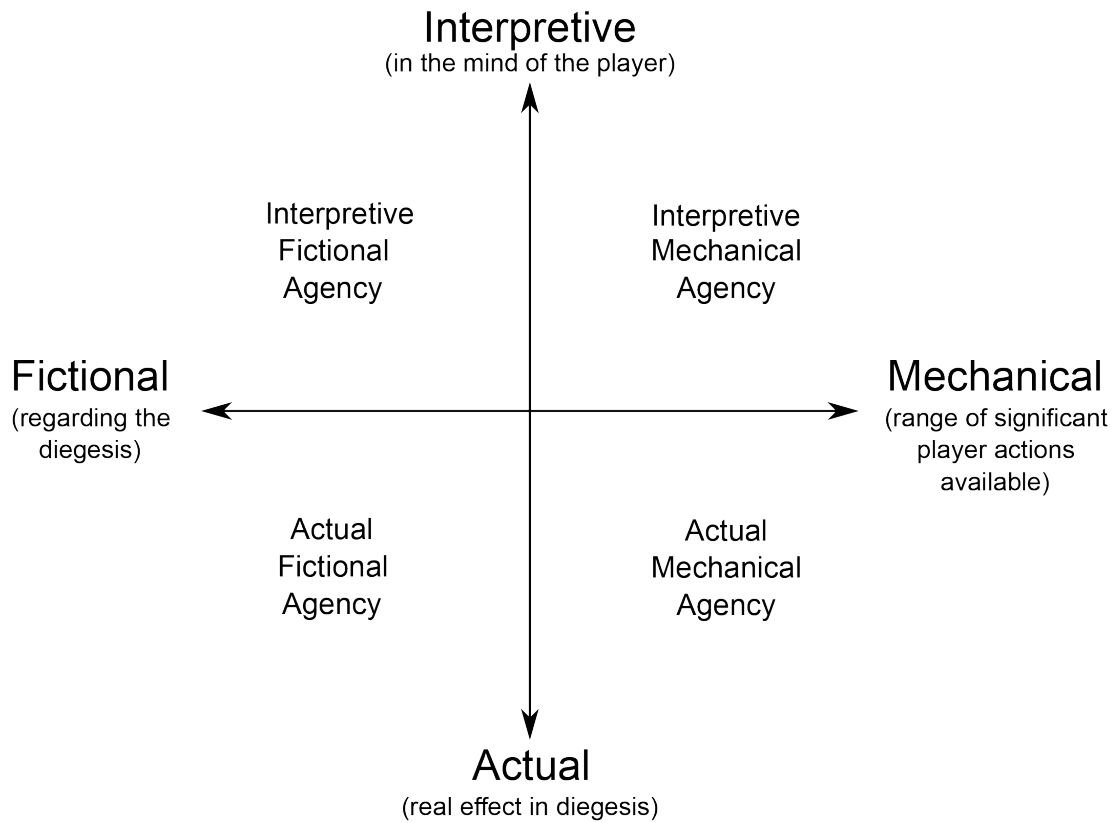 Interpretive
(in the mind of the player)
Interpretive
Fictional
Agency
Interpretive
Mechanical
Agency
Fictional
(regarding the
diegesis)
Mechanical
(range of significant
player actions
available)
Actual
Fictional
Agency
Actual
Mechanical
Agency
Actual
(real effect in diegesis)